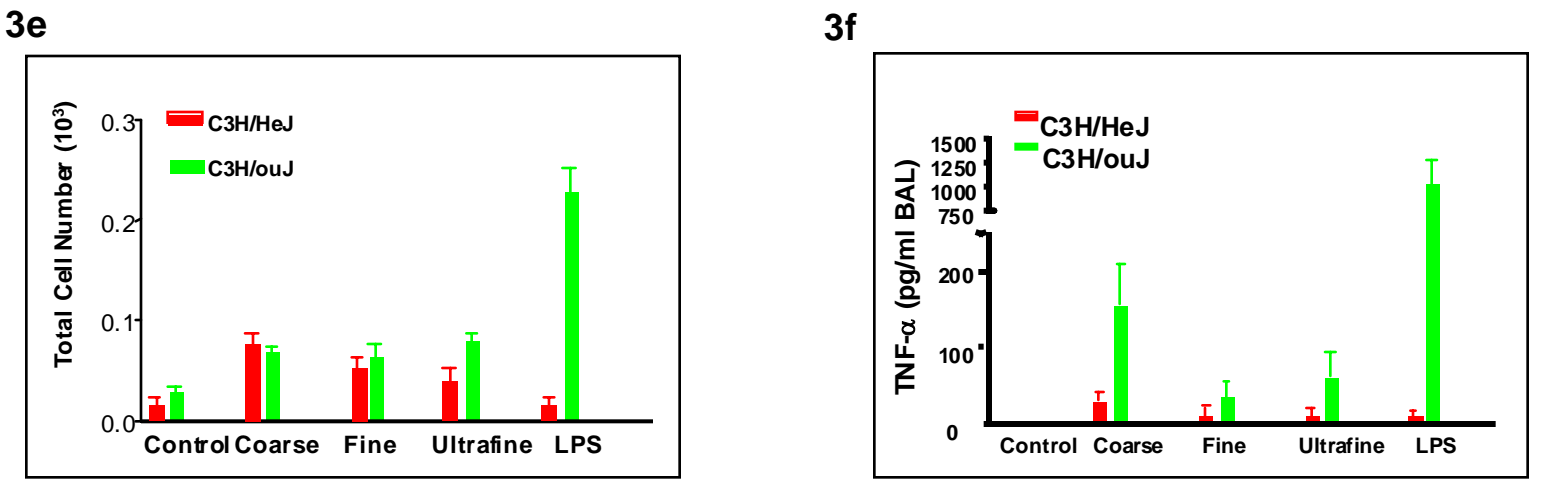 3e
Total Cell Number (10³)
0.3
0.2
0.1
0.0
C3H/HeJ
C3H/ouJ
Control Coarse Fine Ultrafine LPS
3f
TNF-α (pg/ml BAL)
1500
1250
1000
750
200
100
0
C3H/HeJ
C3H/ouJ
Control Coarse Fine Ultrafine LPS